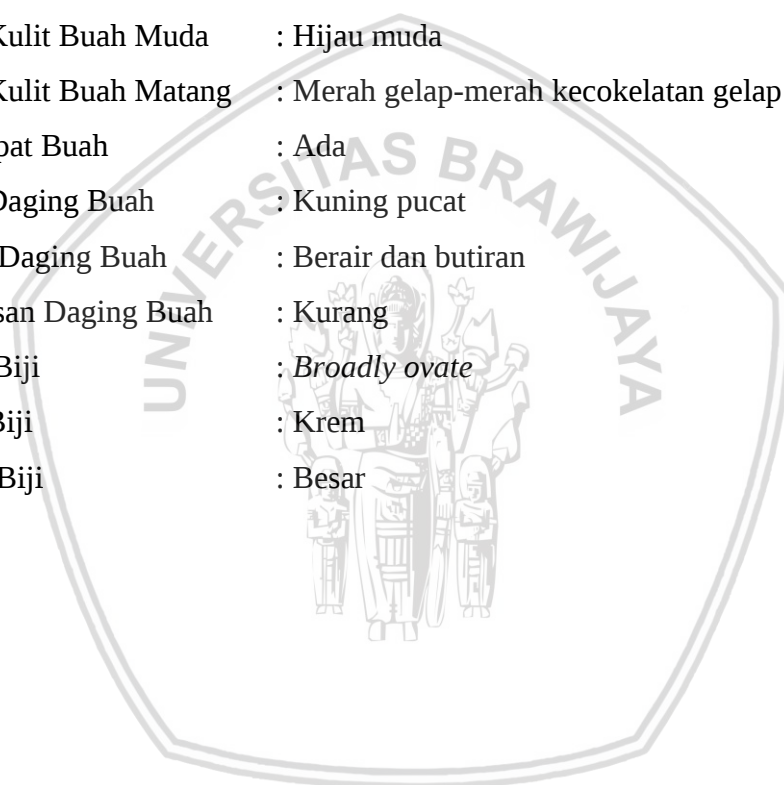 Kulit Buah Muda : Hijau muda
Kulit Buah Matang : Merah gelap-merah kecokelatan gelap
pat Buah : Ada
Daging Buah : Kuning pucat
Daging Buah : Berair dan butiran
san Daging Buah : Kurang
Biji : Broadly ovate
Biji : Krem
Biji : Besar
UNIVERSITAS BRAWIJAYA